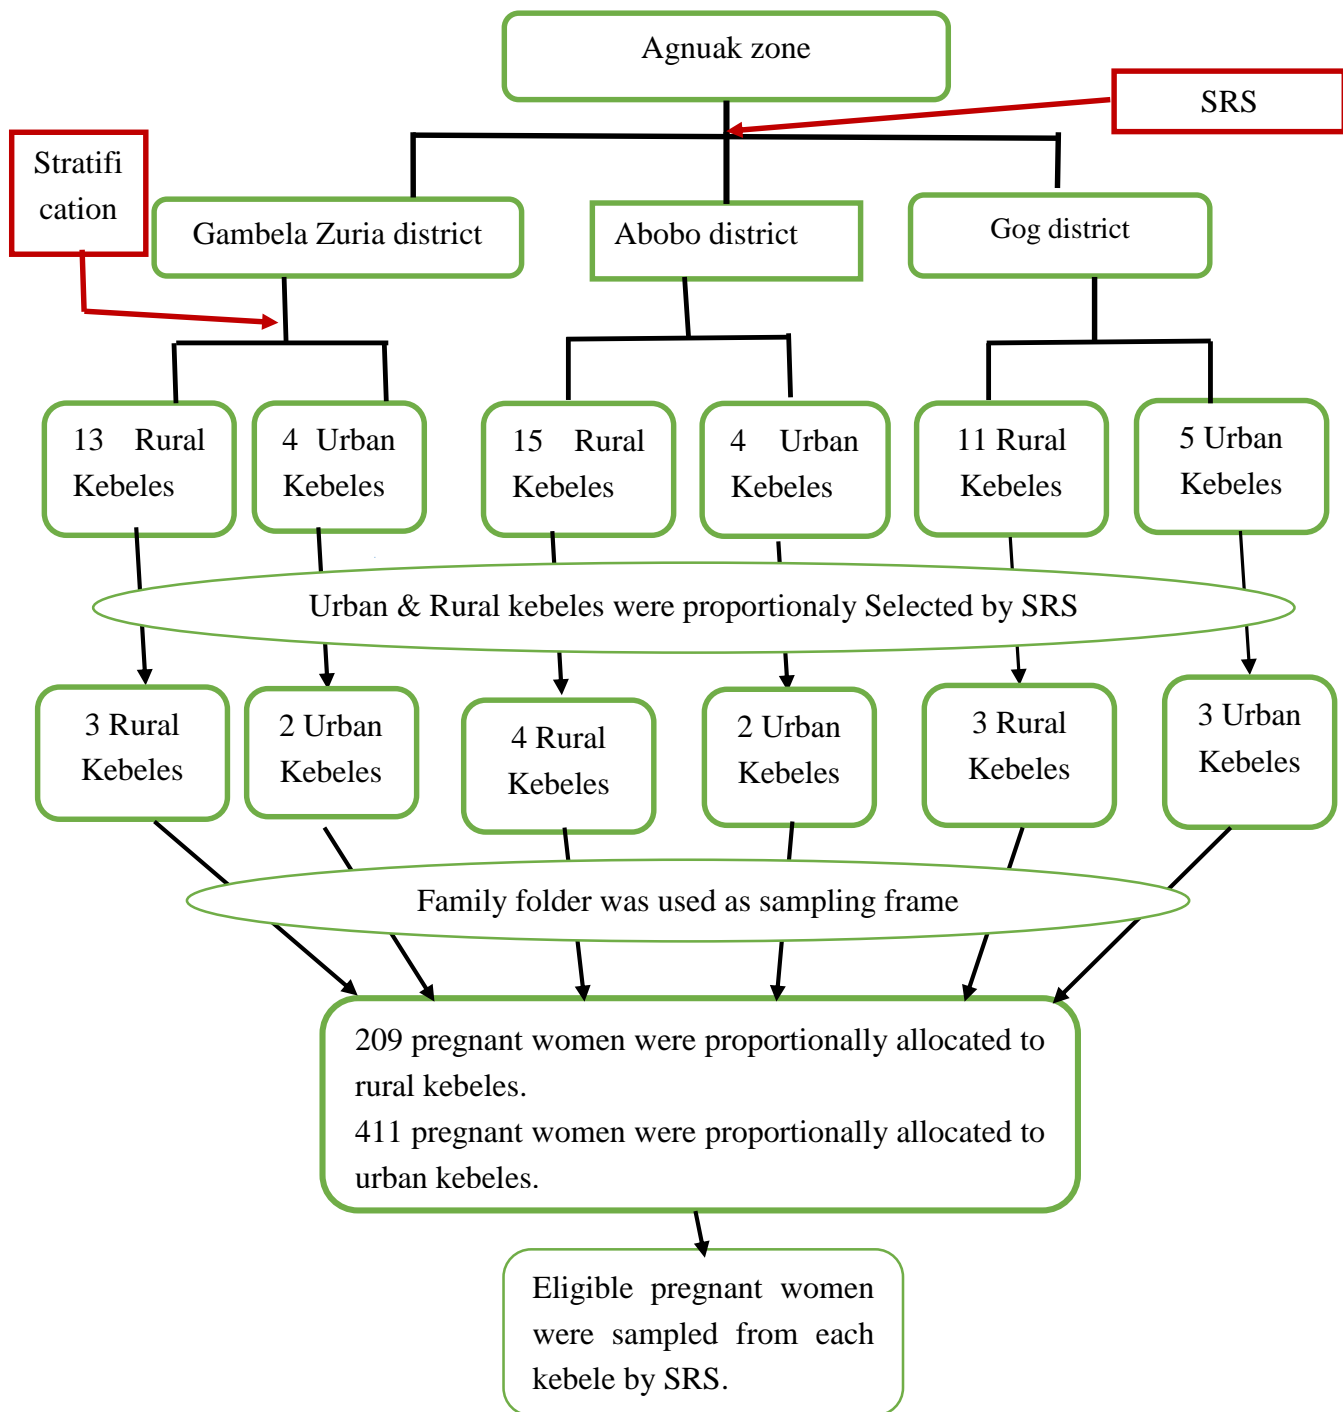 Agnuak zone
SRS
Stratifi
cation
Gambela Zuria district
Abobo district
Gog district
13 Rural
Kebeles
4 Urban
Kebeles
15 Rural
Kebeles
4 Urban
Kebeles
11 Rural
Kebeles
5 Urban
Kebeles
Urban & Rural kebeles were proportionaly Selected by SRS
3 Rural
Kebeles
2 Urban
Kebeles
4 Rural
Kebeles
2 Urban
Kebeles
3 Rural
Kebeles
3 Urban
Kebeles
Family folder was used as sampling frame
209 pregnant women were proportionally allocated to
rural kebeles.
411 pregnant women were proportionally allocated to
urban kebeles.
Eligible pregnant women
were sampled from each
kebele by SRS.